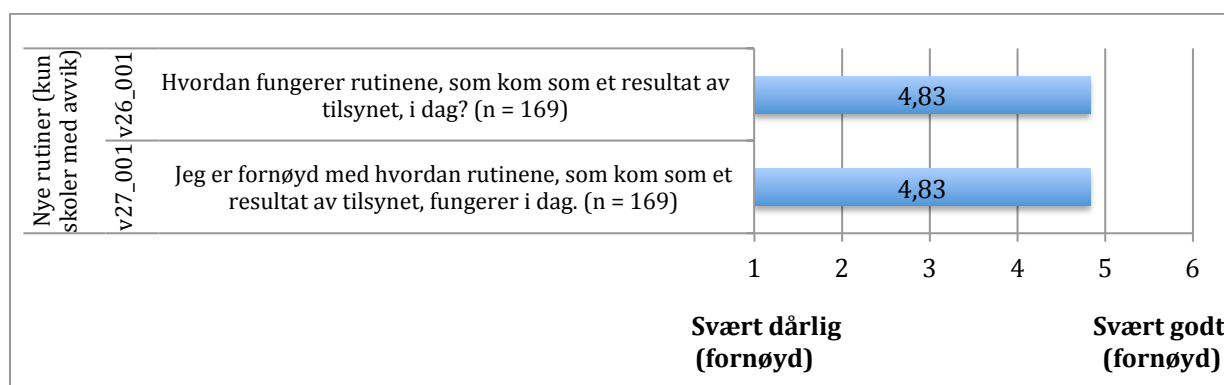 Nye rutiner (kun
skoler med avvik)
v26_001
Hvordan fungerer rutinene, som kom som et resultat av
tilsynet, i dag? (n = 169)
4,83
v27_001
Jeg er fornøyd med hvordan rutinene, som kom som et
resultat av tilsynet, fungerer i dag. (n = 169)
4,83
1 2 3 4 5 6
Svært dårlig
(fornøyd)
Svært godt
(fornøyd)